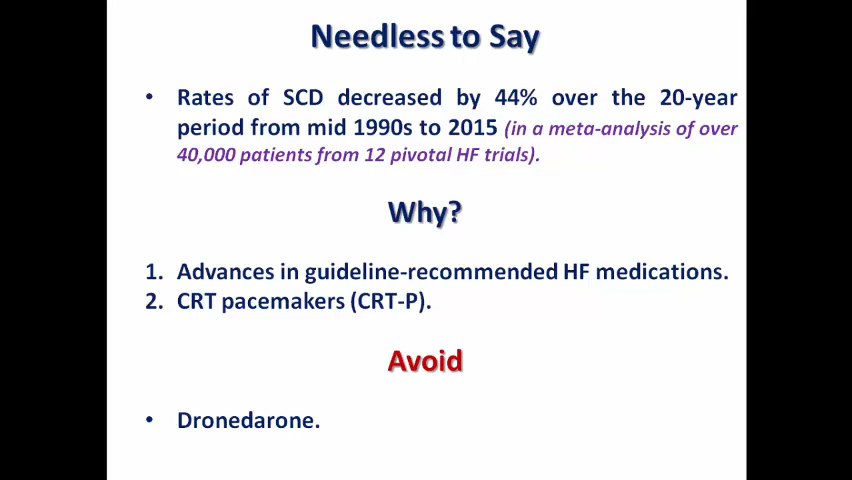 Needless to Say
• Rates of SCD decreased by 44% over the 20-year
period from mid 1990s to 2015 (in a meta-analysis of over
40,000 patients from 12 pivotal HF trials).
Why?
1. Advances in guideline-recommended HF medications.
2. CRT pacemakers (CRT-P).
Avoid
• Dronedarone.